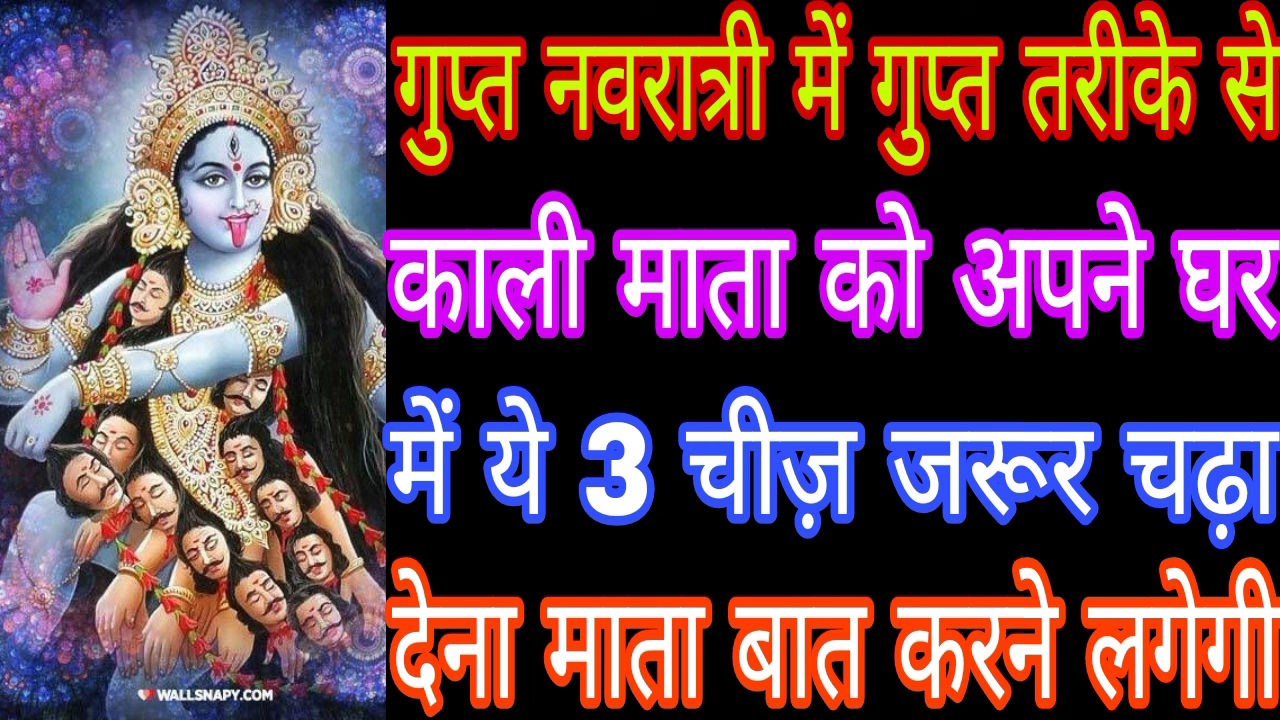 गुप्त नवरात्री में गुप्त तरीके से
काली माता को अपने घर
में ये 3 चीज़ जरूर चढ़ा
देना माता बात करने लगेगी
WALLSNAPY.COM